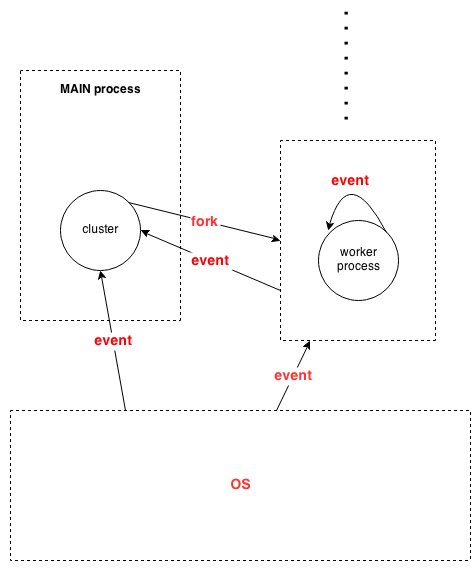 MAIN process
event
fork
cluster
worker
process
event
event
event
OS